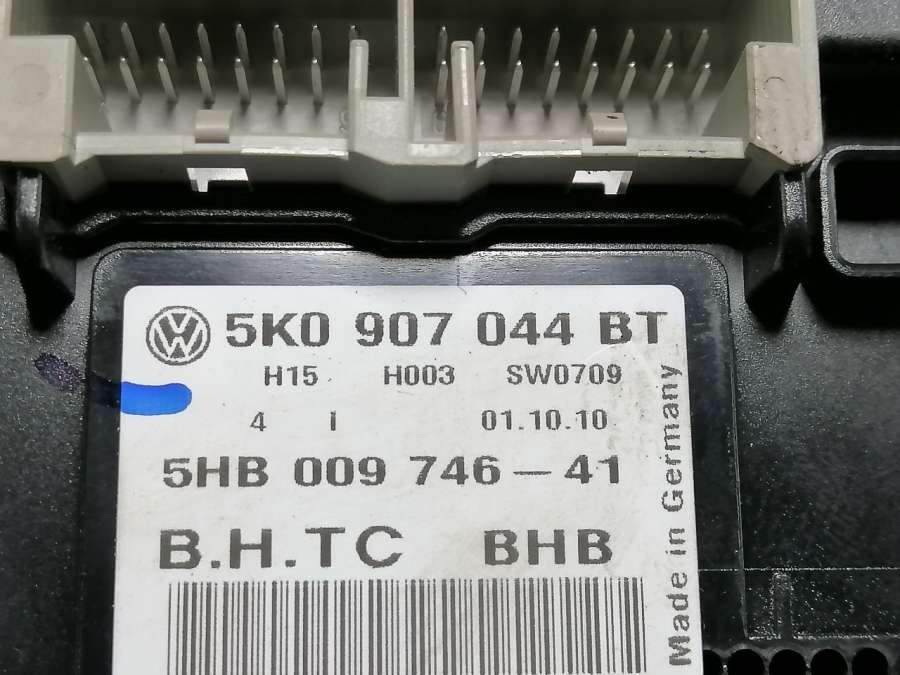 VW 5K0 907 044 BT
H15 H003 SW0709
4 I 01.10.10
5HB 009 746-41
B.H.TC BHB
Made in Germany